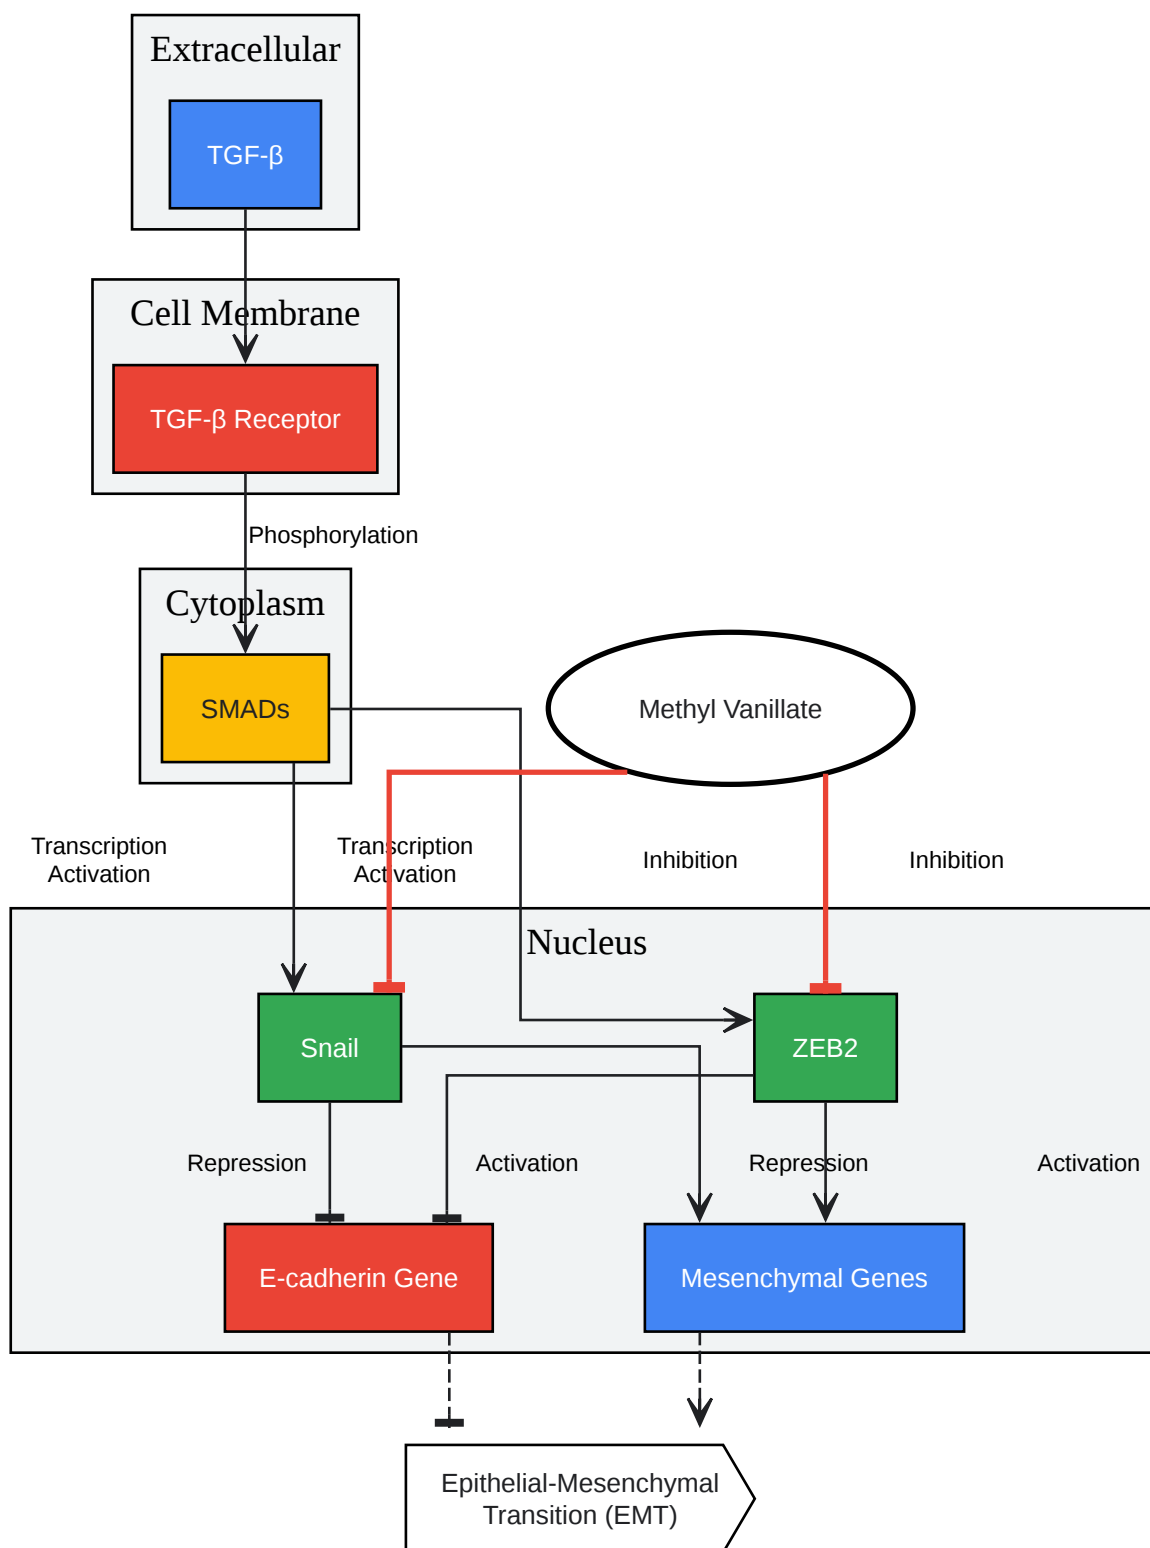 Extracellular
TGF-β
Cell Membrane
TGF-β Receptor
Phosphorylation
Cytoplasm
SMADs
Methyl Vanillate
Transcription
Activation
Transcription
Activation
Inhibition
Inhibition
Nucleus
Snail
ZEB2
Repression
Activation
Repression
Activation
E-cadherin Gene
Mesenchymal Genes
Epithelial-Mesenchymal
Transition (EMT)